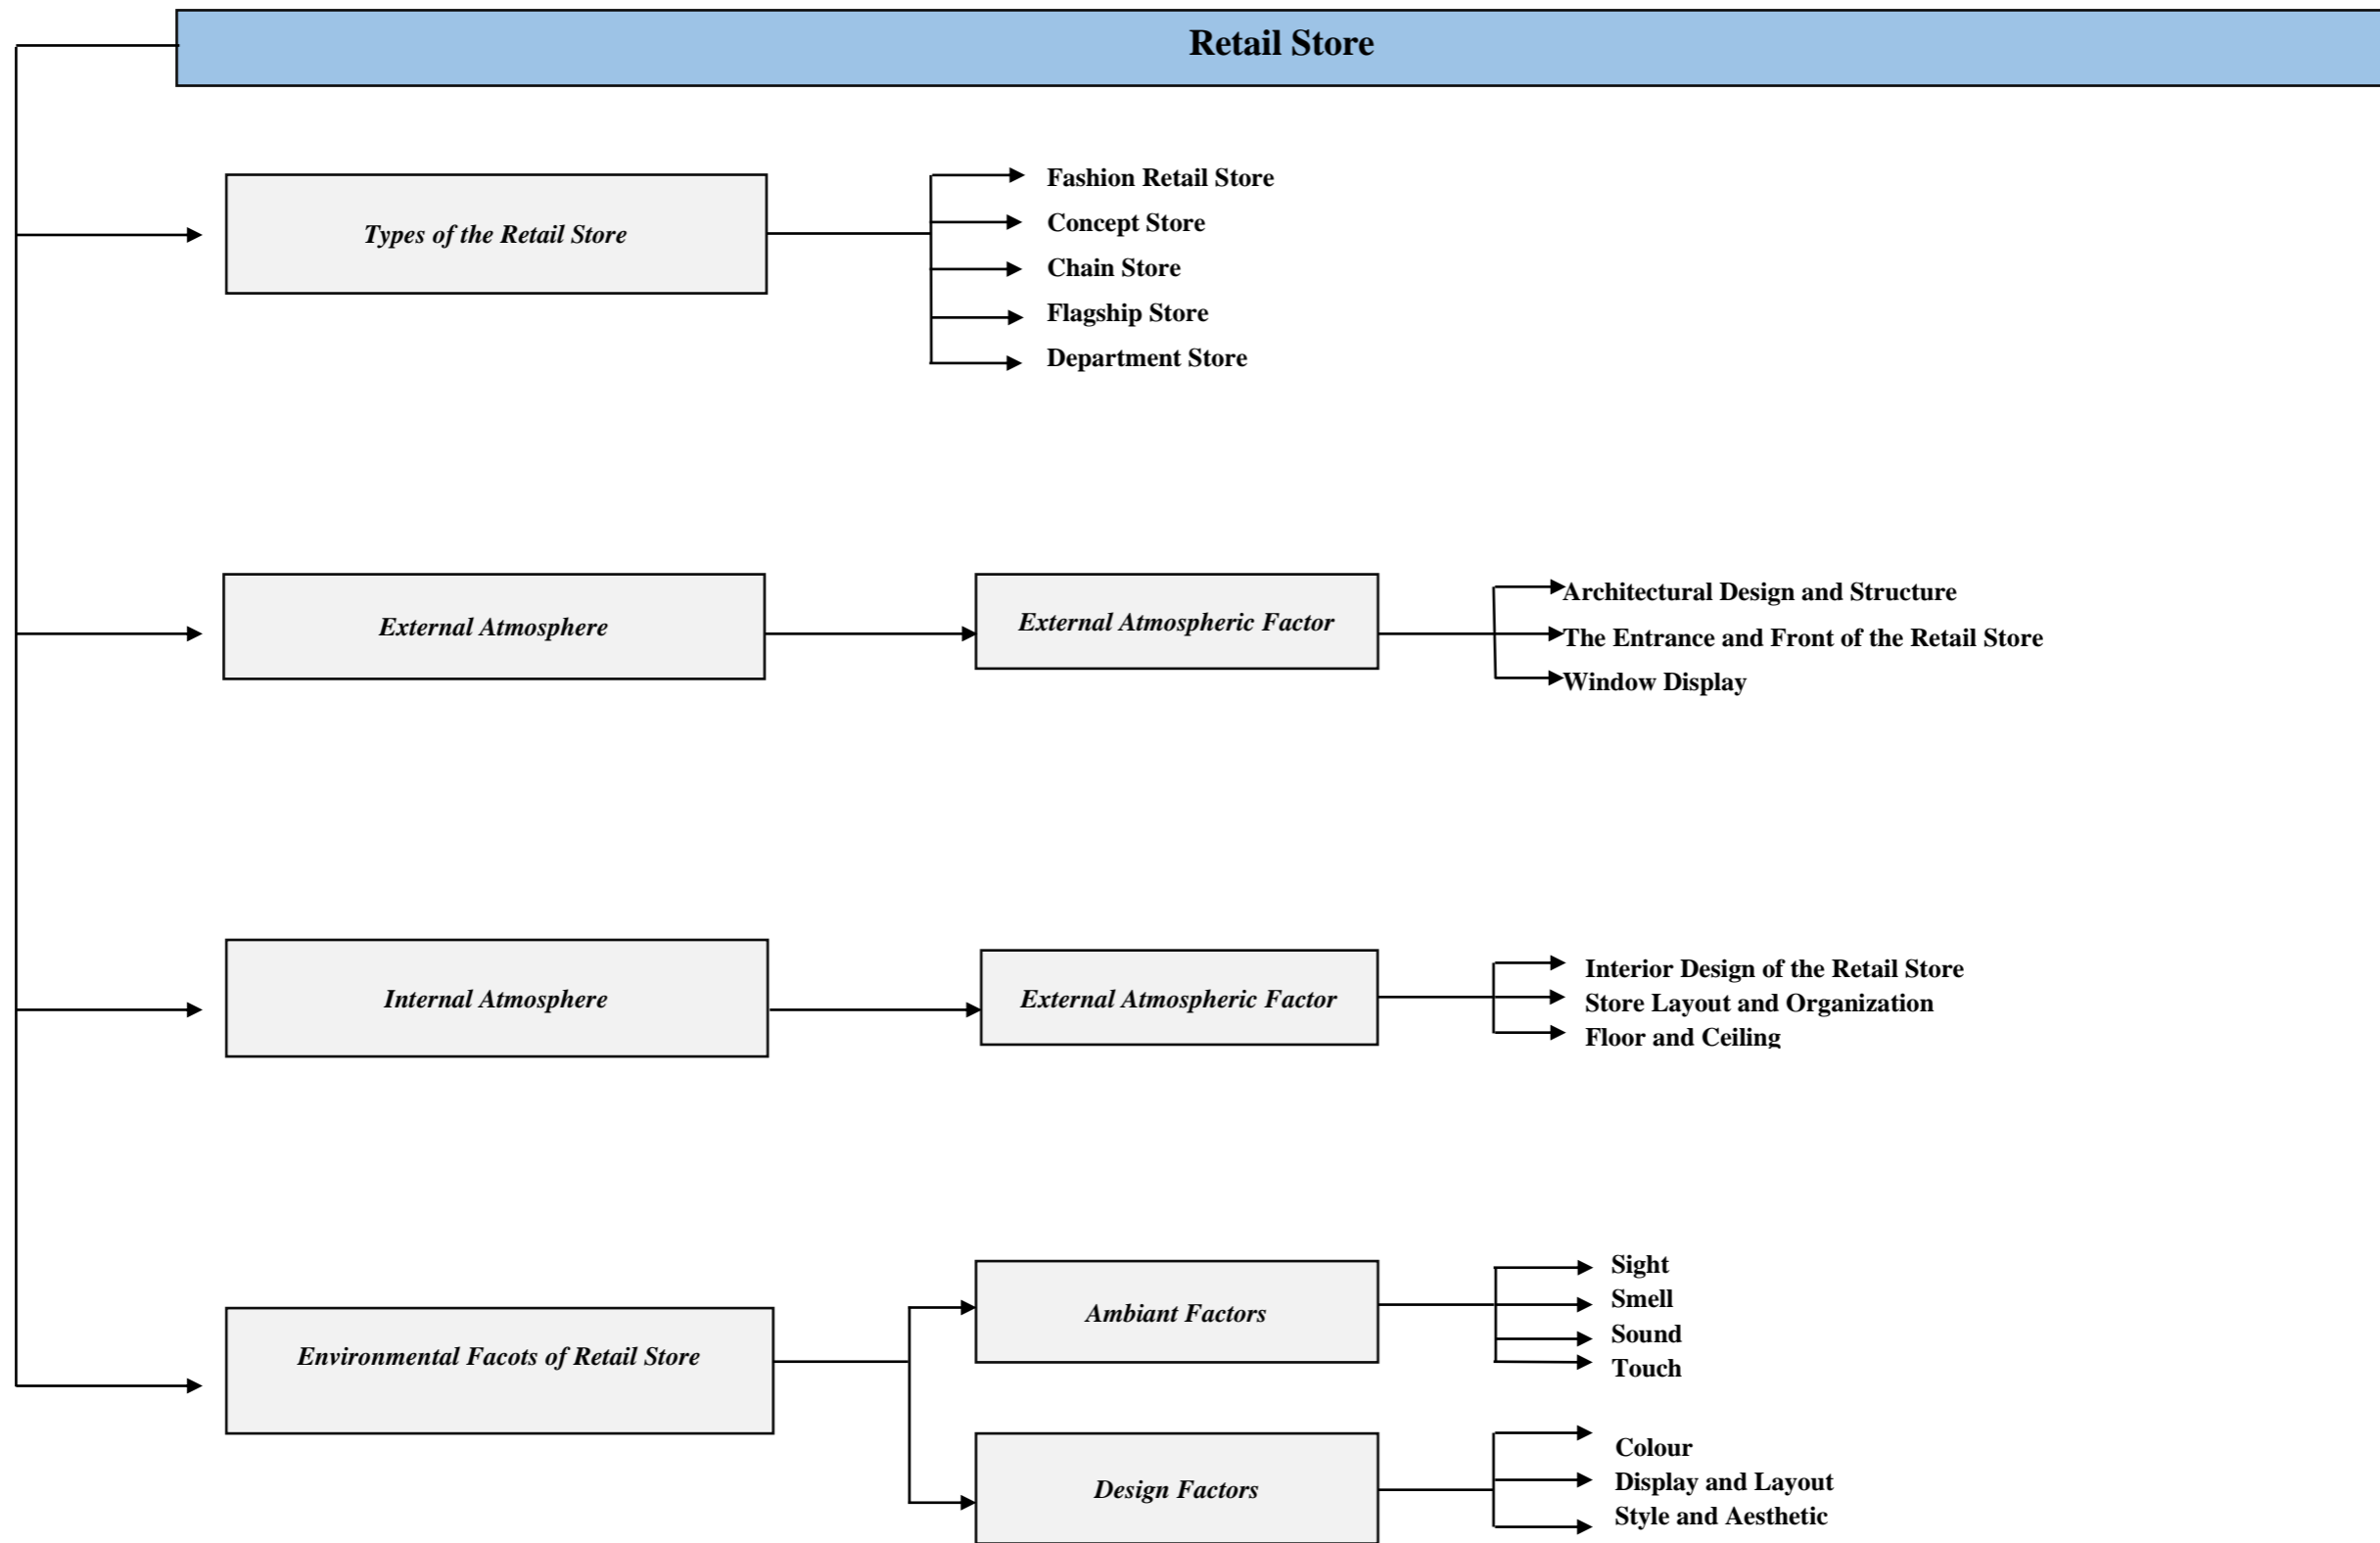 Retail Store
Types of the Retail Store
Fashion Retail Store
Concept Store
Chain Store
Flagship Store
Department Store
External Atmosphere
External Atmospheric Factor
Architectural Design and Structure
The Entrance and Front of the Retail Store
Window Display
Internal Atmosphere
External Atmospheric Factor
Interior Design of the Retail Store
Store Layout and Organization
Floor and Ceiling
Environmental Facots of Retail Store
Ambiant Factors
Sight
Smell
Sound
Touch
Design Factors
Colour
Display and Layout
Style and Aesthetic